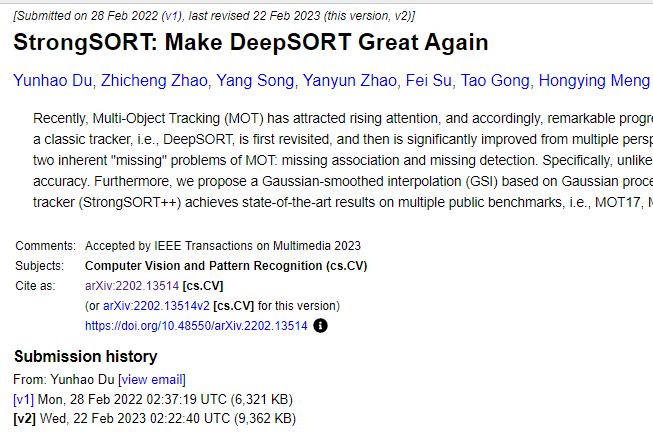 [Submitted on 28 Feb 2022 (v1), last revised 22 Feb 2023 (this version, v2)]
StrongSORT: Make DeepSORT Great Again
Yunhao Du, Zhicheng Zhao, Yang Song, Yanyun Zhao, Fei Su, Tao Gong, Hongying Meng
Recently, Multi-Object Tracking (MOT) has attracted rising attention, and accordingly, remarkable progre
a classic tracker, i.e., DeepSORT, is first revisited, and then is significantly improved from multiple persp
two inherent "missing" problems of MOT: missing association and missing detection. Specifically, unlike
accuracy. Furthermore, we propose a Gaussian-smoothed interpolation (GSI) based on Gaussian proce
tracker (StrongSORT++) achieves state-of-the-art results on multiple public benchmarks, i.e., MOT17, M
Comments: Accepted by IEEE Transactions on Multimedia 2023
Subjects: Computer Vision and Pattern Recognition (cs.CV)
Cite as: arXiv:2202.13514 [cs.CV]
(or arXiv:2202.13514v2 [cs.CV] for this version)
https://doi.org/10.48550/arXiv.2202.13514
Submission history
From: Yunhao Du [view email]
[v1] Mon, 28 Feb 2022 02:37:19 UTC (6,321 KB)
[v2] Wed, 22 Feb 2023 02:22:40 UTC (9,362 KB)